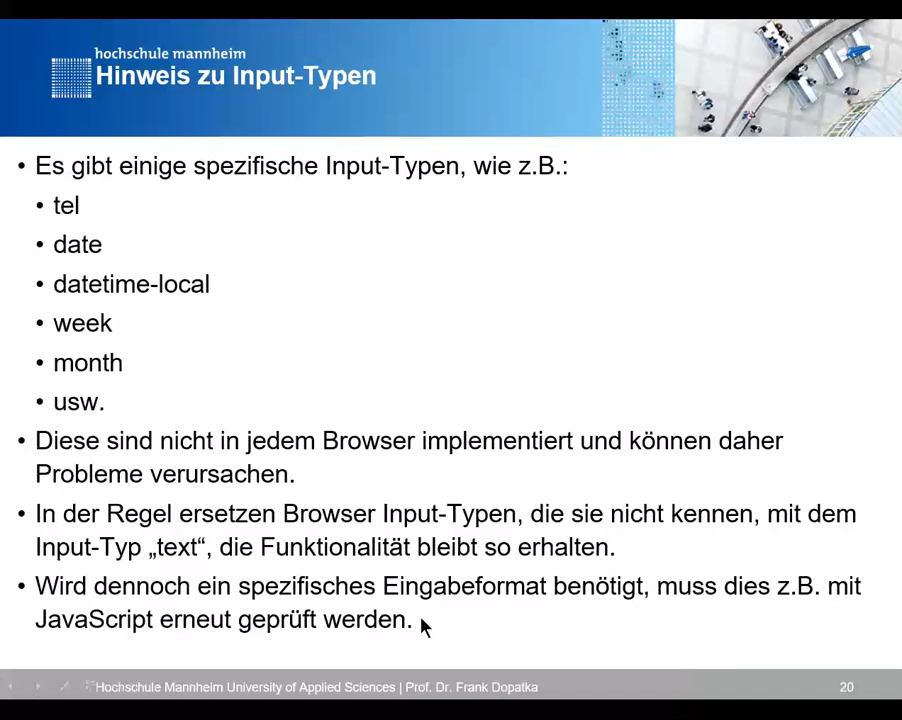 hochschule mannheim
Hinweis zu Input-Typen
• Es gibt einige spezifische Input-Typen, wie z.B.:
• tel
• date
• datetime-local
• week
• month
• usw.
• Diese sind nicht in jedem Browser implementiert und können daher
Probleme verursachen.
• In der Regel ersetzen Browser Input-Typen, die sie nicht kennen, mit dem
Input-Typ „text“, die Funktionalität bleibt so erhalten.
• Wird dennoch ein spezifisches Eingabeformat benötigt, muss dies z.B. mit
JavaScript erneut geprüft werden.
Hochschule Mannheim University of Applied Sciences | Prof. Dr. Frank Dopatka
20